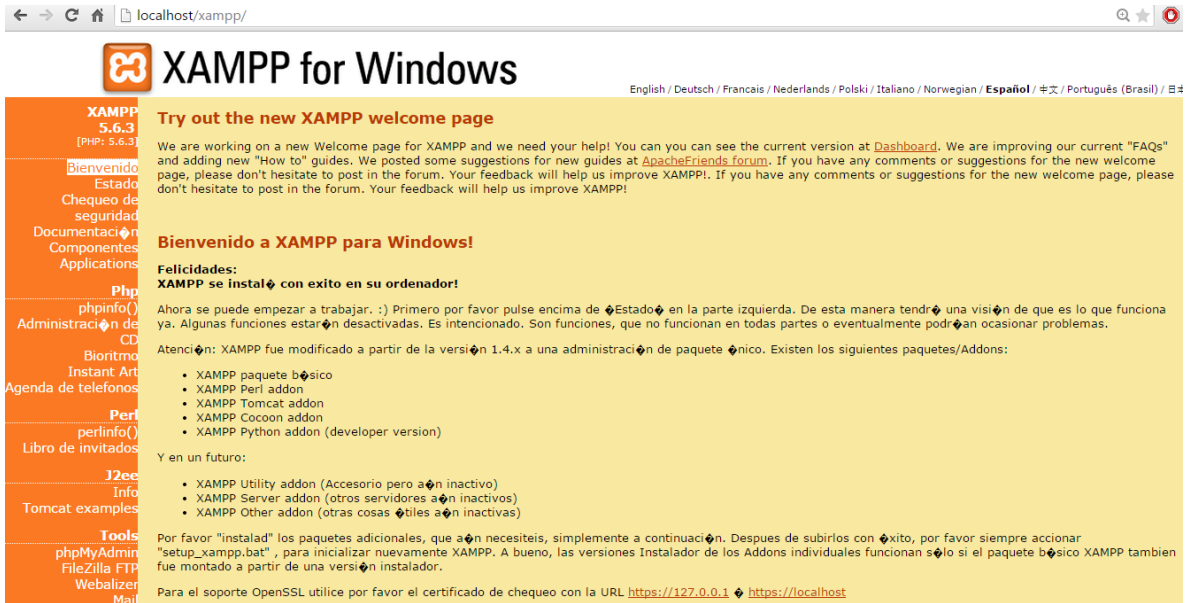 localhost/xampp/
XAMPP for Windows
English / Deutsch / Francais / Nederlands / Polski / Italiano / Norwegian / Español / 中文 / Português (Brasil) / 日本
XAMPP
5.6.3
[PHP: 5.6.3]
Bienvenido
Estado
Chequeo de
seguridad
Documentaci�n
Componentes
Applications
Php
phpinfo()
Administraci�n de
CD
Bioritmo
Instant Art
Agenda de telefonos
Perl
perlinfo()
Libro de invitados
J2ee
Info
Tomcat examples
Tools
phpMyAdmin
FileZilla FTP
Webalizer
Mail
Try out the new XAMPP welcome page
We are working on a new Welcome page for XAMPP and we need your help! You can you can see the current version at Dashboard. We are improving our current "FAQs"
and adding new "How to" guides. We posted some suggestions for new guides at ApacheFriends forum. If you have any comments or suggestions for the new welcome
page, please don't hesitate to post in the forum. Your feedback will help us improve XAMPP!. If you have any comments or suggestions for the new welcome page, please
don't hesitate to post in the forum. Your feedback will help us improve XAMPP!
Bienvenido a XAMPP para Windows!
Felicidades:
XAMPP se instal� con exito en su ordenador!
Ahora se puede empezar a trabajar. :) Primero por favor pulse encima de �Estado� en la parte izquierda. De esta manera tendr� una visi�n de que es lo que funciona
ya. Algunas funciones estar�n desactivadas. Es intencionado. Son funciones, que no funcionan en todas partes o eventualmente podr�an ocasionar problemas.
Atenci�n: XAMPP fue modificado a partir de la versi�n 1.4.x a una administraci�n de paquete �nico. Existen los siguientes paquetes/Addons:
• XAMPP paquete b�sico
• XAMPP Perl addon
• XAMPP Tomcat addon
• XAMPP Cocoon addon
• XAMPP Python addon (developer version)
Y en un futuro:
• XAMPP Utility addon (Accesorio pero a�n inactivo)
• XAMPP Server addon (otros servidores a�n inactivos)
• XAMPP Other addon (otras cosas �tiles a�n inactivas)
Por favor "instalad" los paquetes adicionales, que a�n necesiteis, simplemente a continuaci�n. Despues de subirlos con �xito, por favor siempre accionar
"setup_xampp.bat" , para inicializar nuevamente XAMPP. A bueno, las versiones Instalador de los Addons individuales funcionan s�lo si el paquete b�sico XAMPP tambien
fue montado a partir de una versi�n instalador.
Para el soporte OpenSSL utilice por favor el certificado de chequeo con la URL https://127.0.0.1 � https://localhost